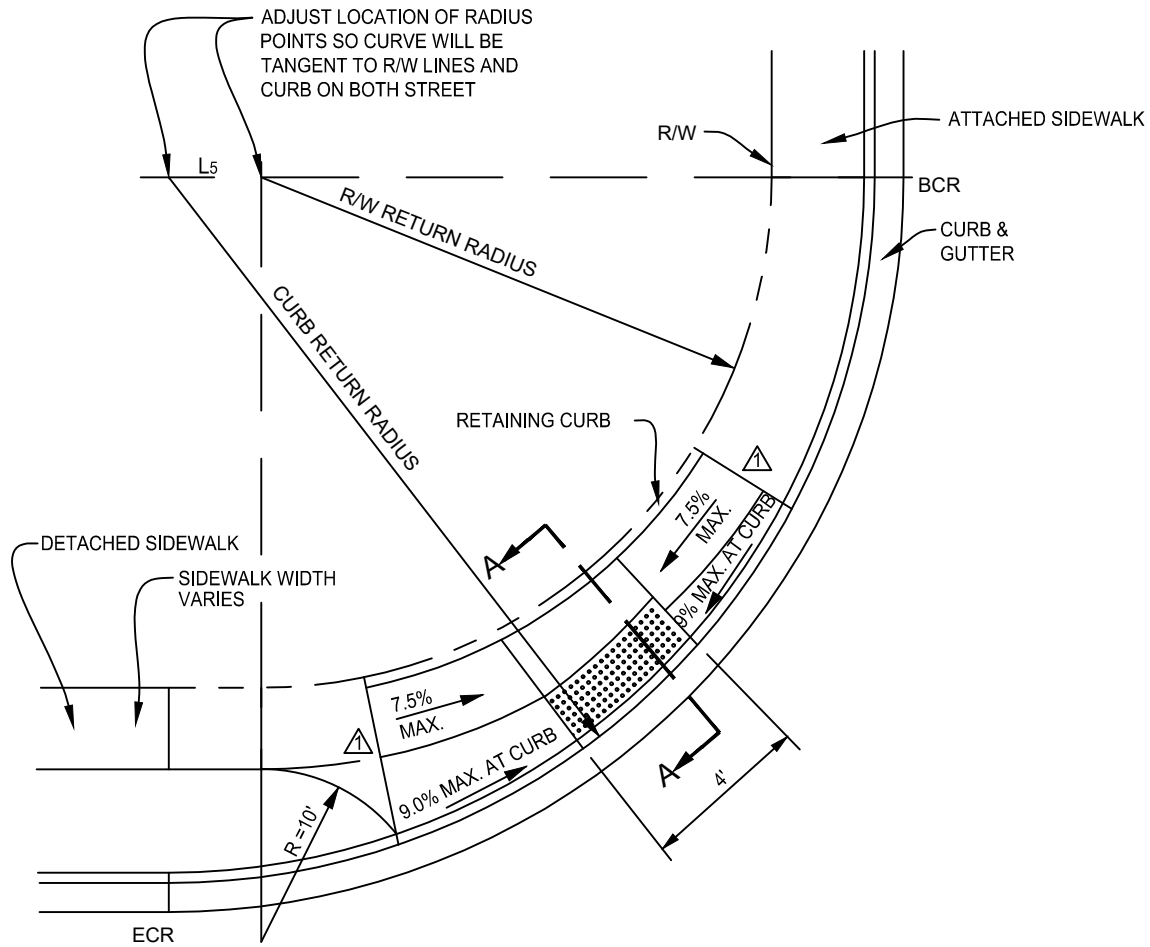 ADJUST LOCATION OF RADIUS
POINTS SO CURVE WILL BE
TANGENT TO R/W LINES AND
CURB ON BOTH STREET
R/W
ATTACHED SIDEWALK
L5
BCR
R/W RETURN RADIUS
CURB &
GUTTER
CURB RETURN RADIUS
RETAINING CURB
1
7.5%
MAX.
9% MAX. AT CURB
A
DETACHED SIDEWALK
SIDEWALK WIDTH
VARIES
7.5%
MAX.
1
9.0% MAX. AT CURB
A
4'
R =10'
ECR